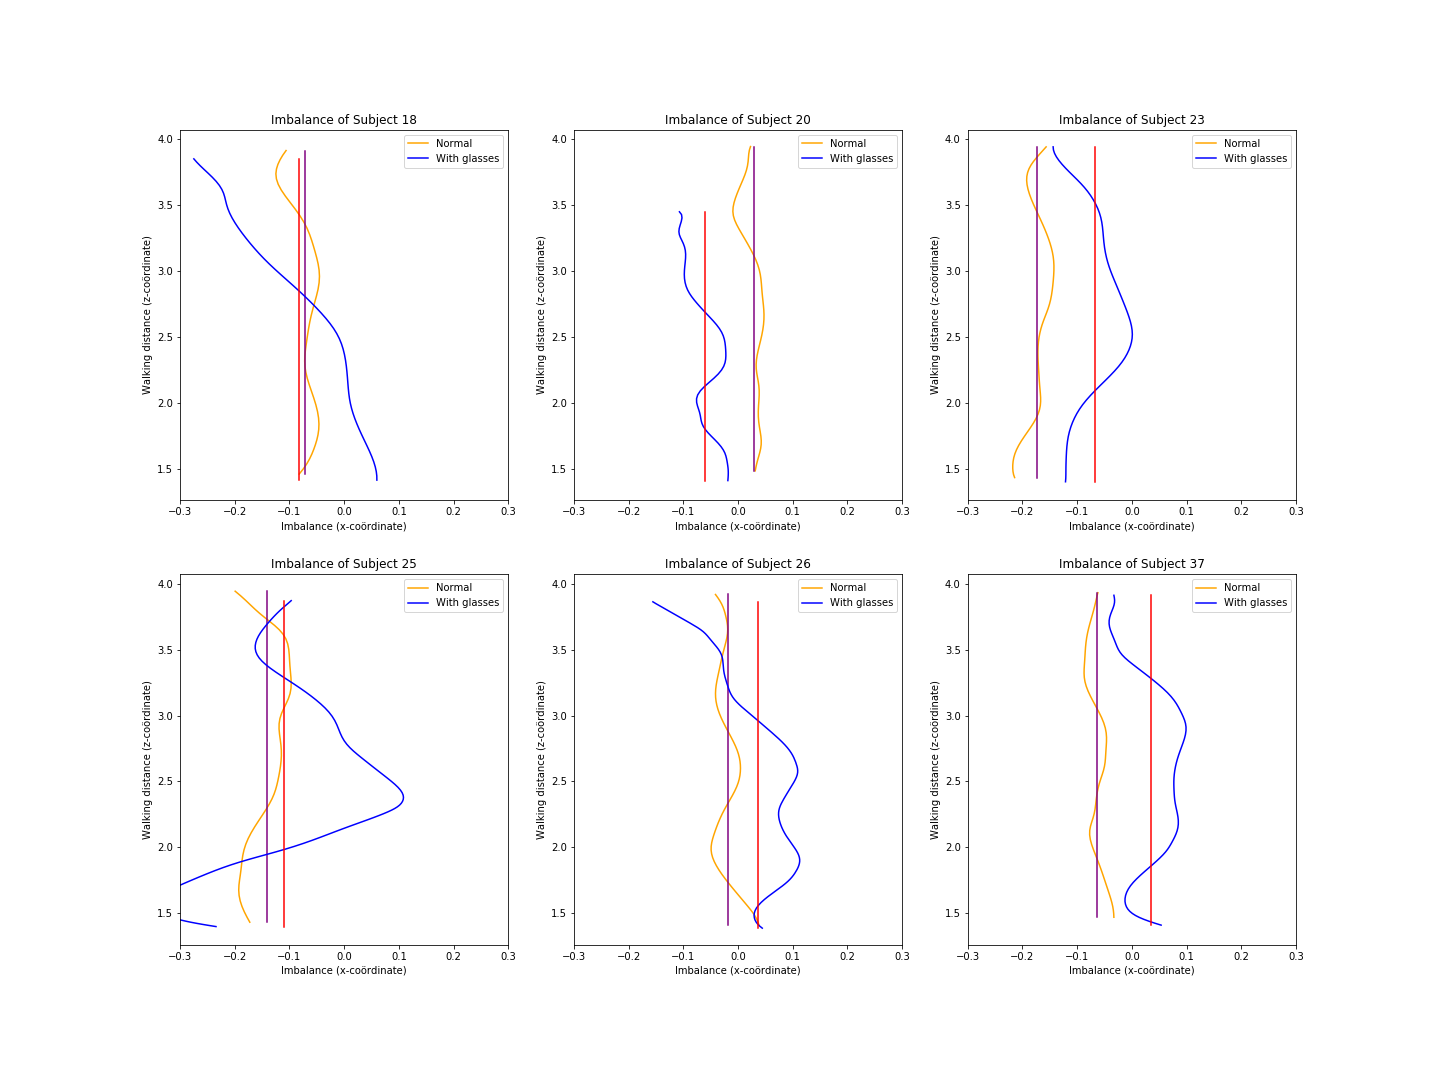 Imbalance of Subject 18
Normal
With glasses
4.0
3.5
3.0
2.5
2.0
1.5
Walking distance (z-coördinate)
−0.3 −0.2 −0.1 0.0 0.1 0.2 0.3
Imbalance (x-coördinate)
Imbalance of Subject 20
Normal
With glasses
4.0
3.5
3.0
2.5
2.0
1.5
Walking distance (z-coördinate)
−0.3 −0.2 −0.1 0.0 0.1 0.2 0.3
Imbalance (x-coördinate)
Imbalance of Subject 23
Normal
With glasses
4.0
3.5
3.0
2.5
2.0
1.5
Walking distance (z-coördinate)
−0.3 −0.2 −0.1 0.0 0.1 0.2 0.3
Imbalance (x-coördinate)
Imbalance of Subject 25
Normal
With glasses
4.0
3.5
3.0
2.5
2.0
1.5
Walking distance (z-coördinate)
−0.3 −0.2 −0.1 0.0 0.1 0.2 0.3
Imbalance (x-coördinate)
Imbalance of Subject 26
Normal
With glasses
4.0
3.5
3.0
2.5
2.0
1.5
Walking distance (z-coördinate)
−0.3 −0.2 −0.1 0.0 0.1 0.2 0.3
Imbalance (x-coördinate)
Imbalance of Subject 37
Normal
With glasses
4.0
3.5
3.0
2.5
2.0
1.5
Walking distance (z-coördinate)
−0.3 −0.2 −0.1 0.0 0.1 0.2 0.3
Imbalance (x-coördinate)